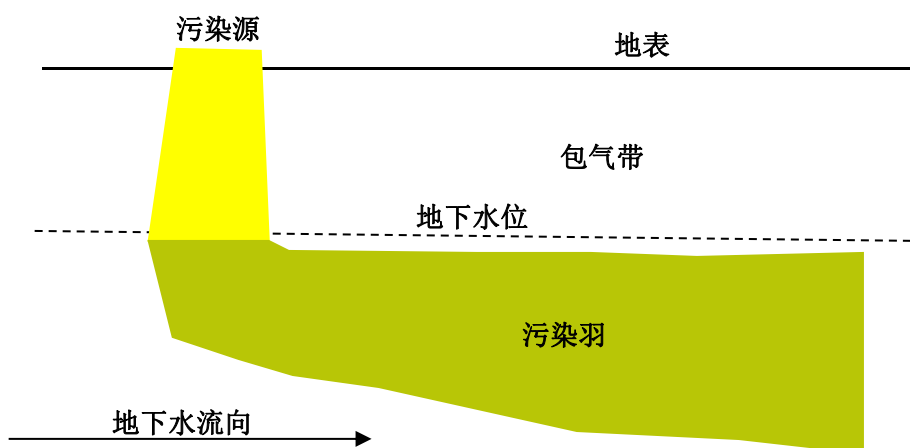 污染源
地表
包气带
地下水位
污染羽
地下水流向